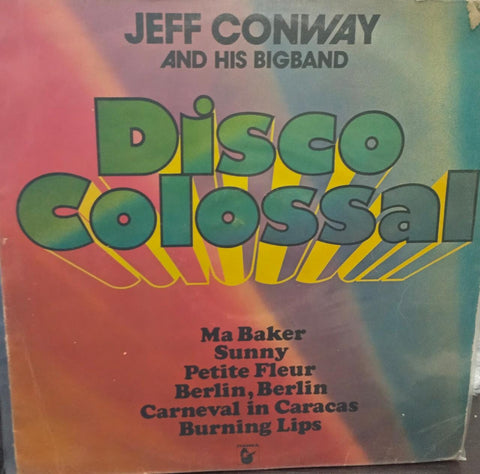 JEFF CONWAY
AND HIS BIGBAND
Disco
Colossal
Ma Baker
Sunny
Petite Fleur
Berlin, Berlin
Carneval in Caracas
Burning Lips
HANSA